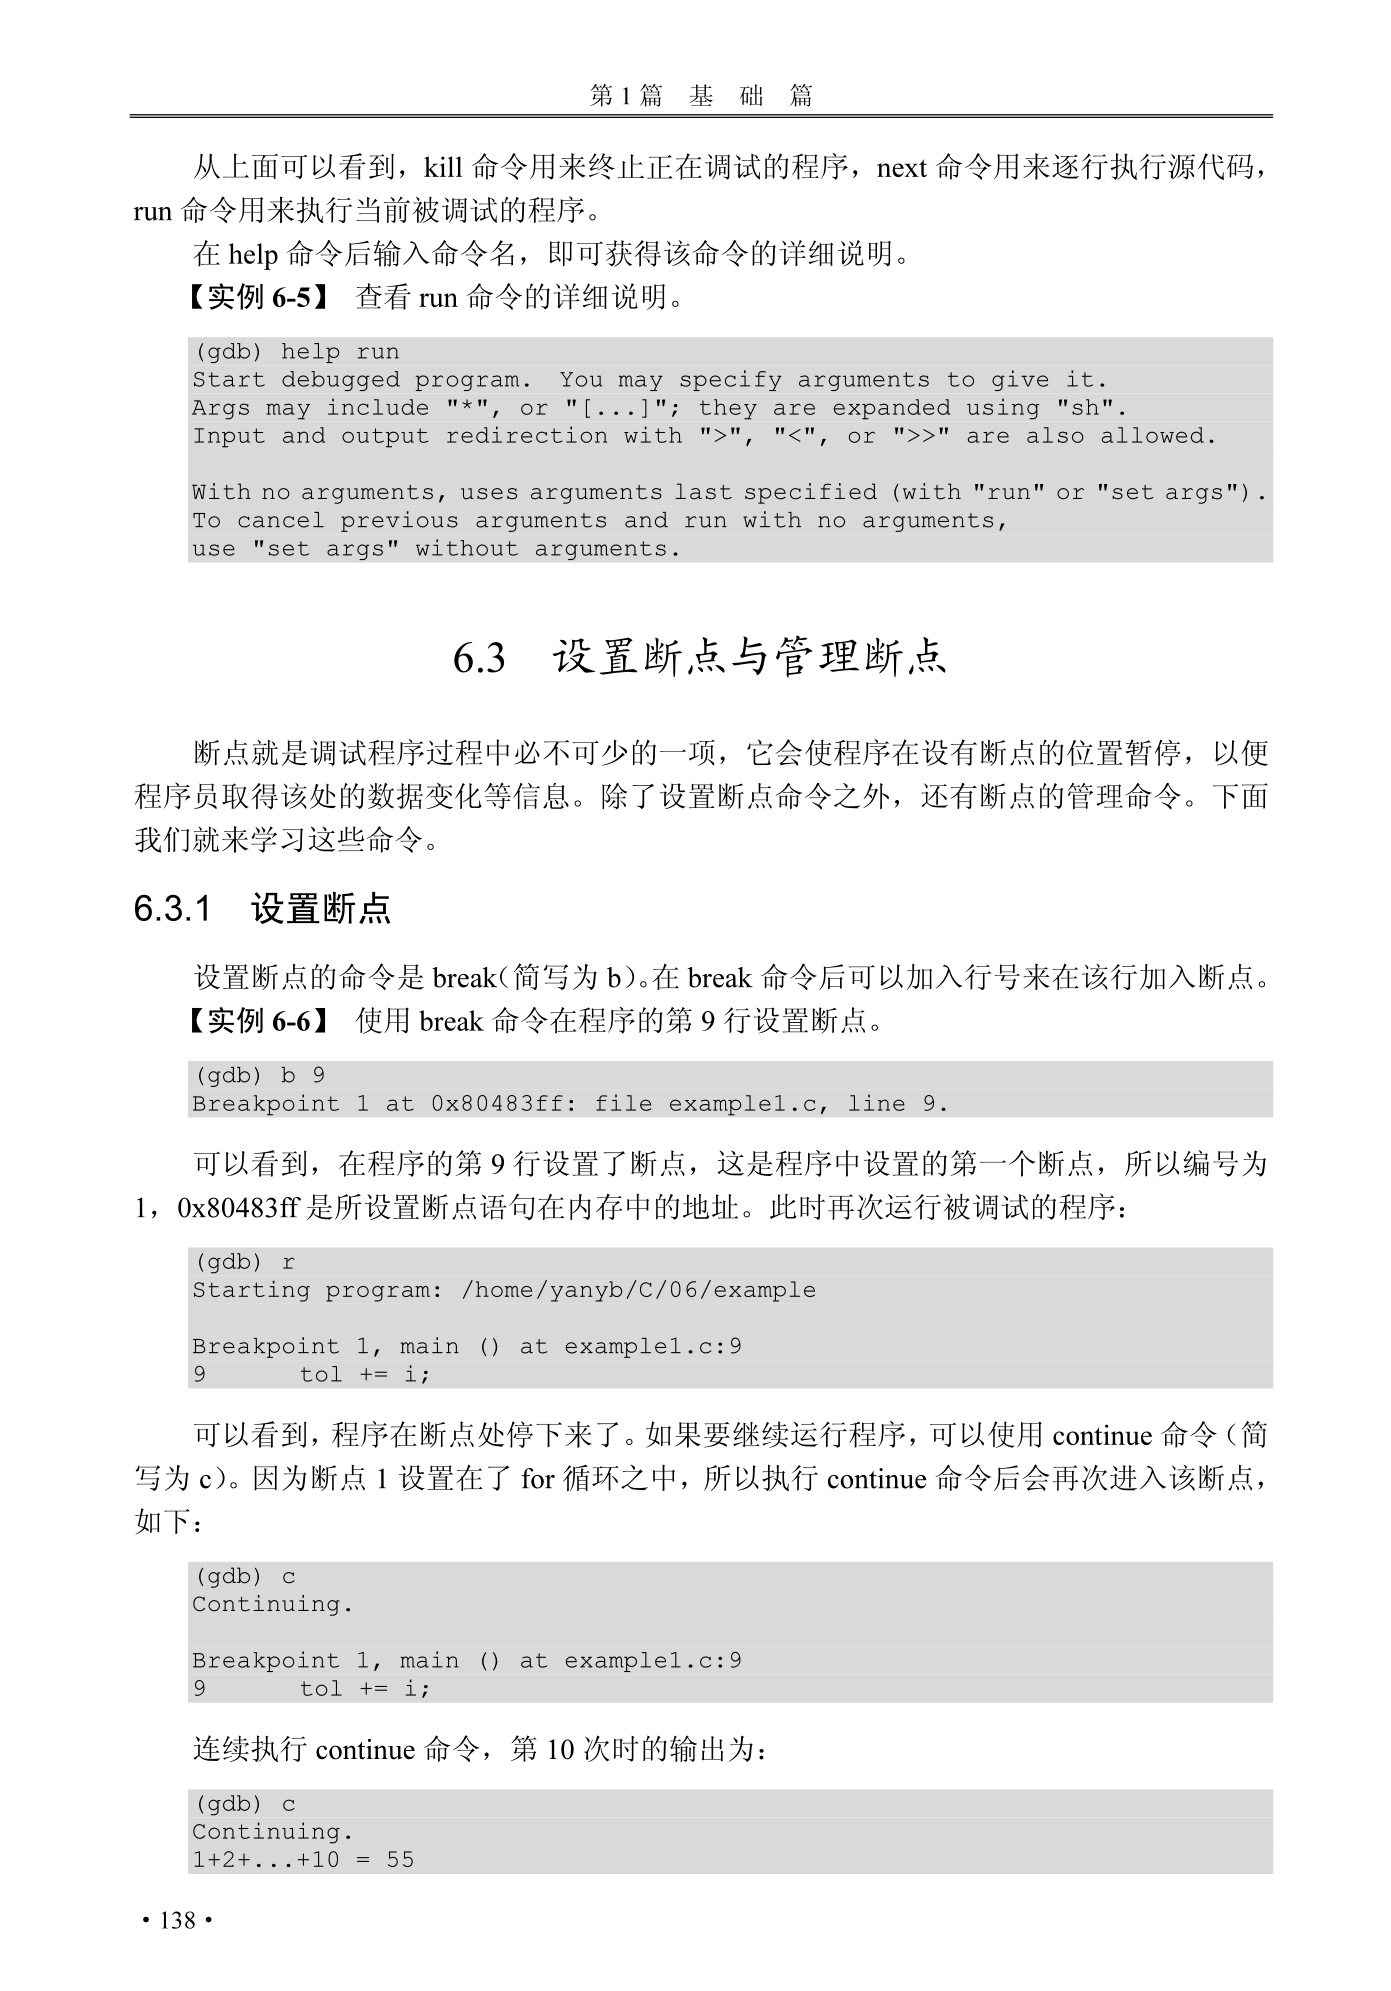 第 1 篇　基　础　篇
从上面可以看到，kill 命令用来终止正在调试的程序，next 命令用来逐行执行源代码，
run 命令用来执行当前被调试的程序。
在 help 命令后输入命令名，即可获得该命令的详细说明。
【实例 6-5】 查看 run 命令的详细说明。
(gdb) help run
Start debugged program.  You may specify arguments to give it.
Args may include "*", or "[...]"; they are expanded using "sh".
Input and output redirection with ">", "<", or ">>" are also allowed.
With no arguments, uses arguments last specified (with "run" or "set args").
To cancel previous arguments and run with no arguments,
use "set args" without arguments.
6.3　设置断点与管理断点
断点就是调试程序过程中必不可少的一项，它会使程序在设有断点的位置暂停，以便
程序员取得该处的数据变化等信息。除了设置断点命令之外，还有断点的管理命令。下面
我们就来学习这些命令。
6.3.1　设置断点
设置断点的命令是 break（简写为 b）。在 break 命令后可以加入行号来在该行加入断点。
【实例 6-6】 使用 break 命令在程序的第 9 行设置断点。
(gdb) b 9
Breakpoint 1 at 0x80483ff: file example1.c, line 9.
可以看到，在程序的第 9 行设置了断点，这是程序中设置的第一个断点，所以编号为
1，0x80483ff 是所设置断点语句在内存中的地址。此时再次运行被调试的程序：
(gdb) r
Starting program: /home/yanyb/C/06/example
Breakpoint 1, main () at example1.c:9
9      tol += i;
可以看到，程序在断点处停下来了。如果要继续运行程序，可以使用 continue 命令（简
写为 c）。因为断点 1 设置在了 for 循环之中，所以执行 continue 命令后会再次进入该断点，
如下：
(gdb) c
Continuing.
Breakpoint 1, main () at example1.c:9
9      tol += i;
连续执行 continue 命令，第 10 次时的输出为：
(gdb) c
Continuing.
1+2+...+10 = 55
• 138 •